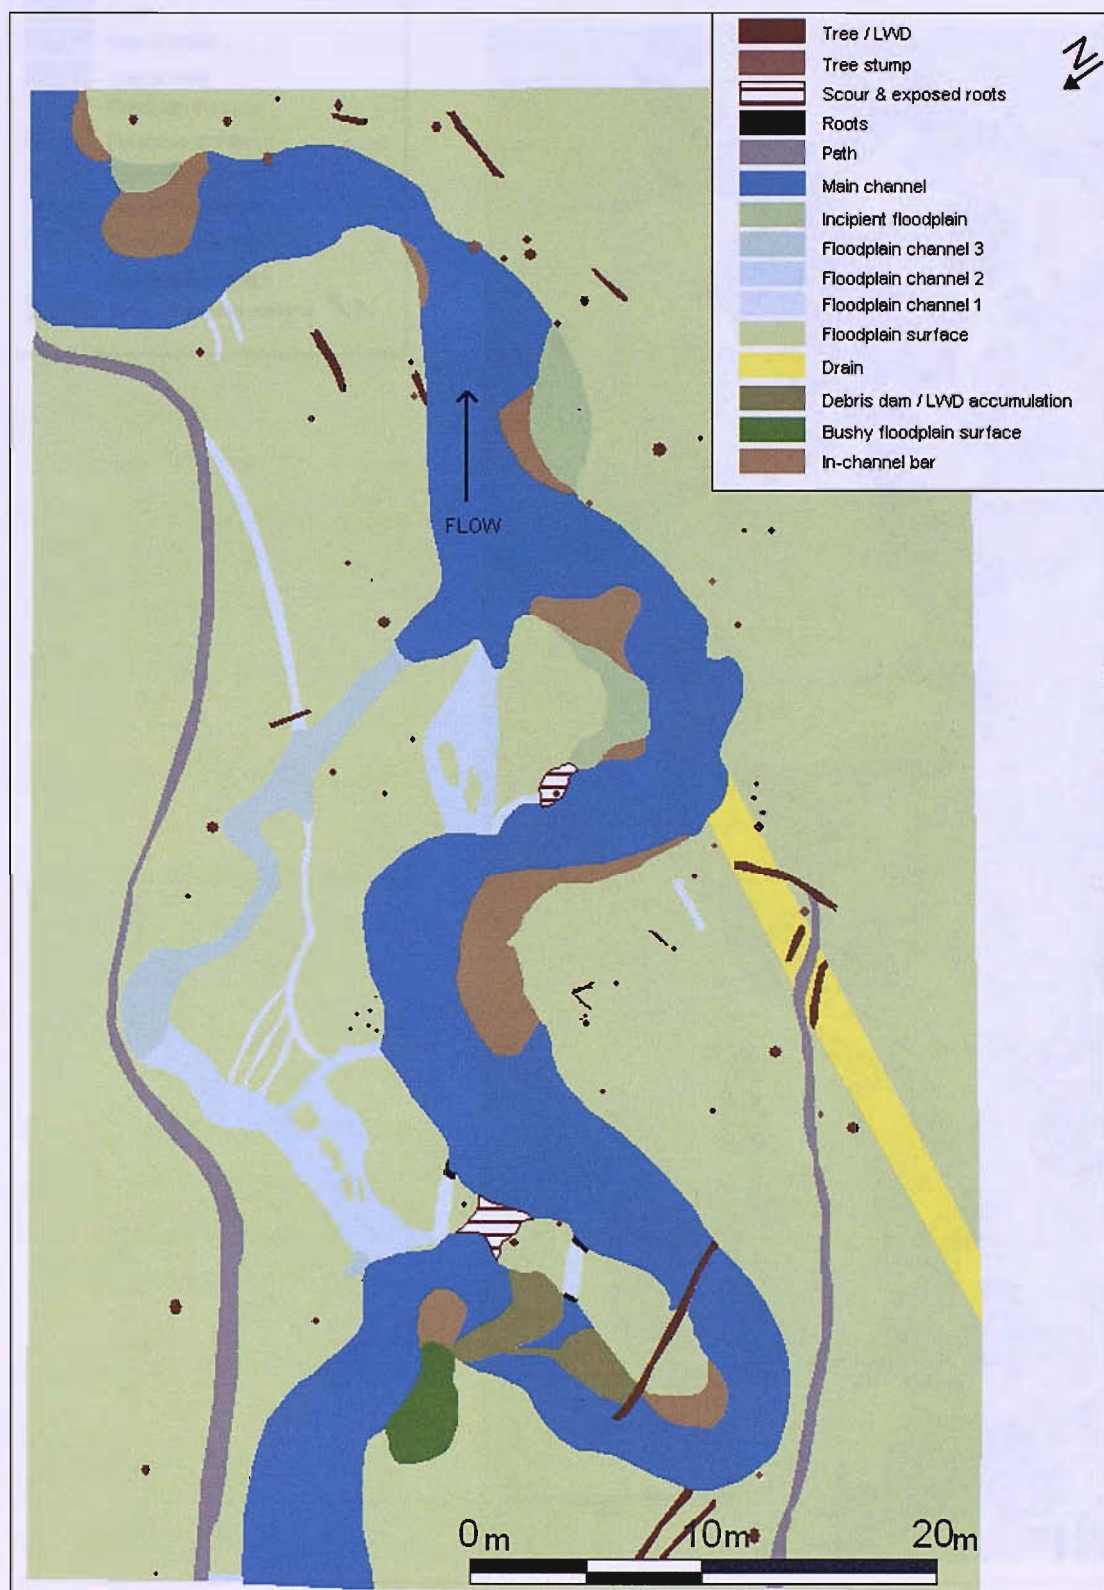 Tree / LWD
Tree stump
Scour & exposed roots
Roots
Path
Main channel
Incipient floodplain
Floodplain channel 3
Floodplain channel 2
Floodplain channel 1
Floodplain surface
Drain
Debris dam / LWD accumulation
Bushy floodplain surface
In-channel bar
N
FLOW
0m 10m 20m